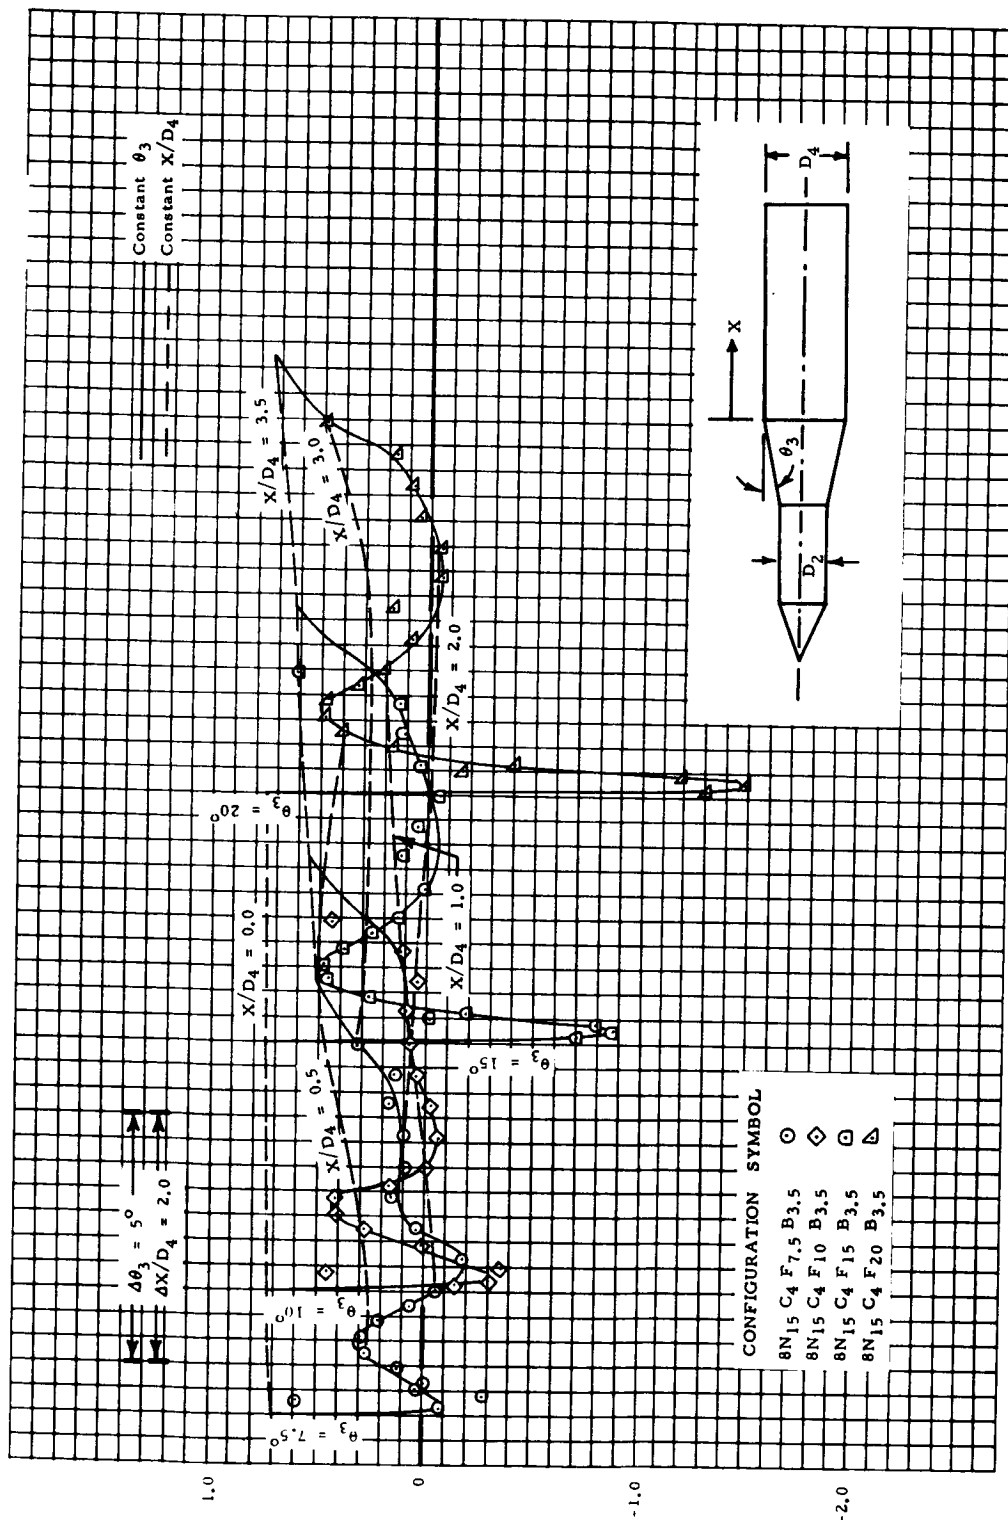 Constant θ₃
Constant X/D₄
Δθ₃ = 5°
ΔX/D₄ = 2.0
X/D₄ = 0.0
X/D₄ = 0.5
X/D₄ = 1.0
X/D₄ = 2.0
X/D₄ = 3.0
X/D₄ = 3.5
θ₃ = 7.5°
θ₃ = 10°
θ₃ = 15°
θ₃ = 20°
1.0
0
-1.0
-2.0
CONFIGURATION SYMBOL
8N₁₅ C₄ F₇.₅ B₃.₅
8N₁₅ C₄ F₁₀ B₃.₅
8N₁₅ C₄ F₁₅ B₃.₅
8N₁₅ C₄ F₂₀ B₃.₅
X
θ₃
D₂
D₄